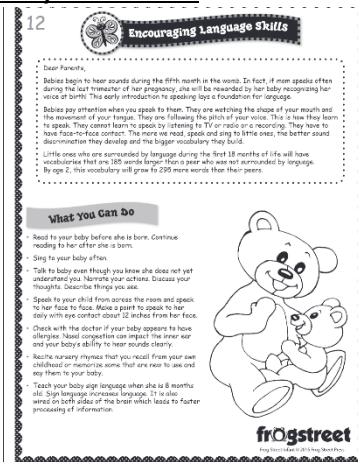 12
Encouraging Language Skills
Dear Parents,
Babies begin to hear sounds during the fifth month in the womb. In fact, if mom speaks often
during the last trimester of her pregnancy, she will be rewarded by her baby recognizing her
voice at birth! This early introduction to speaking lays a foundation for language.
Babies pay attention when you speak to them. They are watching the shape of your mouth and
the movement of your tongue. They are following the pitch of your voice. This is how they learn
to speak. They cannot learn to speak by listening to TV or radio or a recording. They have to
have face-to-face contact. The more we read, speak and sing to little ones, the better sound
discrimination they develop and the bigger vocabulary they build.
Little ones who are surrounded by language during the first 18 months of life will have
vocabularies that are 185 words larger than a peer who was not surrounded by language.
By age 2, this vocabulary will grow to 295 more words than their peers.
What You Can Do
• Read to your baby before she is born. Continue
reading to her after she is born.
• Sing to your baby often.
• Talk to baby even though you know she does not yet
understand you. Narrate your actions. Discuss your
thoughts. Describe things you see.
• Speak to your child from across the room and speak
to her face to face. Make a point to speak to her
daily with eye contact about 12 inches from her face.
• Check with the doctor if your baby appears to have
allergies. Nasal congestion can impact the inner ear
and your baby's ability to hear sounds clearly.
• Recite nursery rhymes that you recall from your own
childhood or memorize some that are new to use and
say them to your baby.
• Teach your baby sign language when she is 8 months
old. Sign language increases language. It is also
wired on both sides of the brain which leads to faster
processing of information.
frogstreet
Frog Street Infant © 2015 Frog Street Press